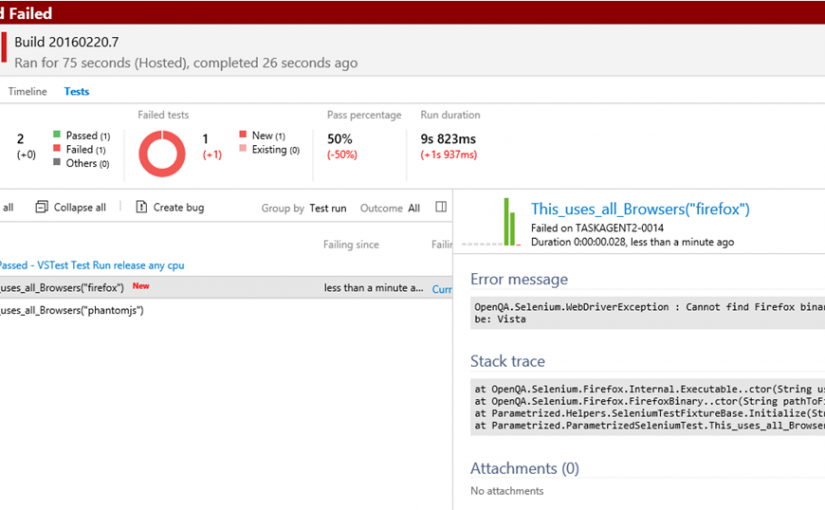 d Failed
Build 20160220.7
Ran for 75 seconds (Hosted), completed 26 seconds ago
Timeline Tests
Failed tests Pass percentage Run duration
2 Passed (1) 1 New (1) 50% 9s 823ms
(+0) Failed (1) (+1) Existing (0) (-50%) (+1s 937ms)
Others (0)
all Collapse all Create bug Group by Test run Outcome All
Failing since Failin
Passed - VSTest Test Run release any cpu
uses_all_Browsers("firefox") New less than a minute a... Curr
uses_all_Browsers("phantomjs")
This_uses_all_Browsers("firefox")
Failed on TASKAGENT2-0014
Duration 0:00:00.028, less than a minute ago
Error message
OpenQA.Selenium.WebDriverException : Cannot find Firefox binar
be: Vista
Stack trace
at OpenQA.Selenium.Firefox.Internal.Executable..ctor(String us
at OpenQA.Selenium.Firefox.FirefoxBinary..ctor(String pathToFi
at Parametrized.Helpers.SeleniumTestFixtureBase.Initialize(Str
at Parametrized.ParametrizedSeleniumTest.This_uses_all_Browser
Attachments (0)
No attachments